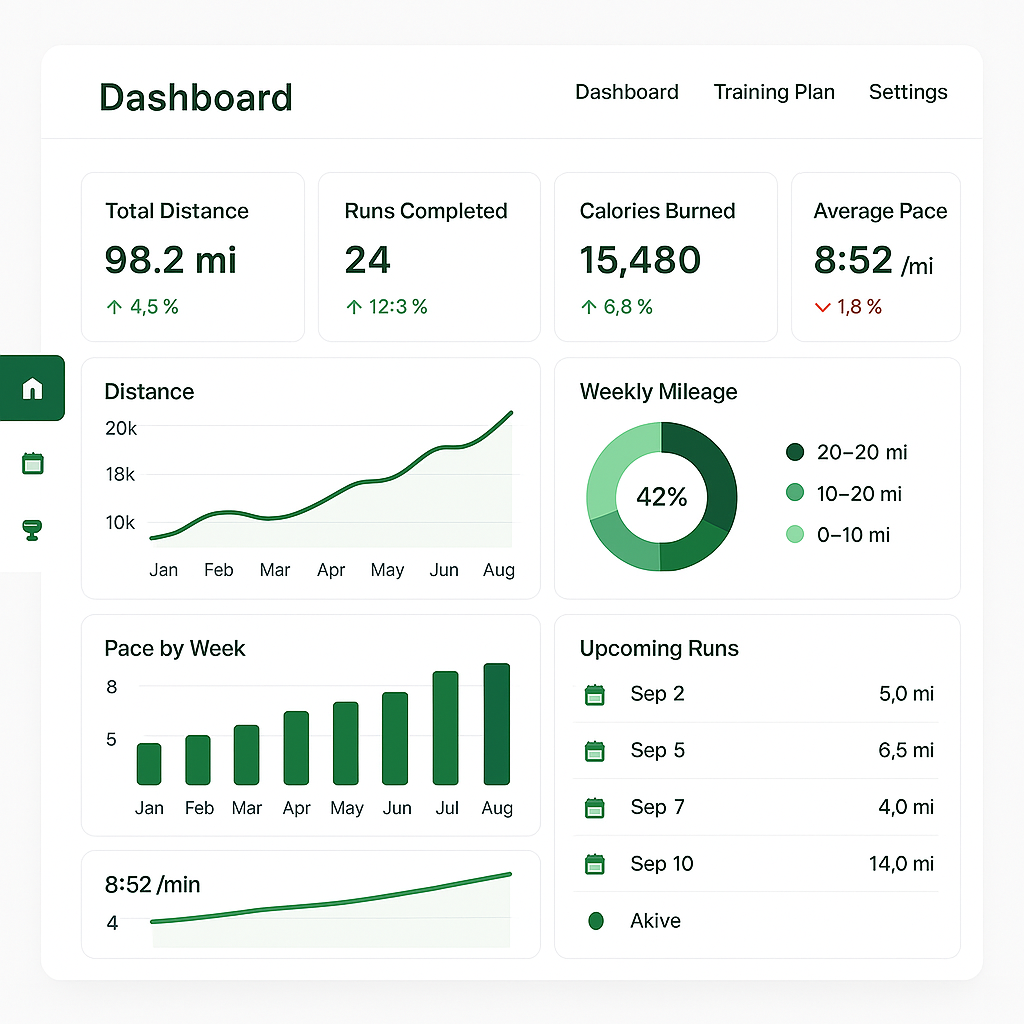 Dashboard
Dashboard Training Plan Settings
Total Distance
98.2 mi
↑ 4,5 %
Runs Completed
24
↑ 12:3 %
Calories Burned
15,480
↑ 6,8 %
Average Pace
8:52 /mi
1,8 %
Distance
20k
18k
10k
Jan Feb Mar Apr May Jun Aug
Weekly Mileage
42%
20–20 mi
10–20 mi
0–10 mi
Pace by Week
8
5
Jan Feb Mar Apr May Jun Jul Aug
8:52 /min
4
Upcoming Runs
Sep 2 5,0 mi
Sep 5 6,5 mi
Sep 7 4,0 mi
Sep 10 14,0 mi
Akive